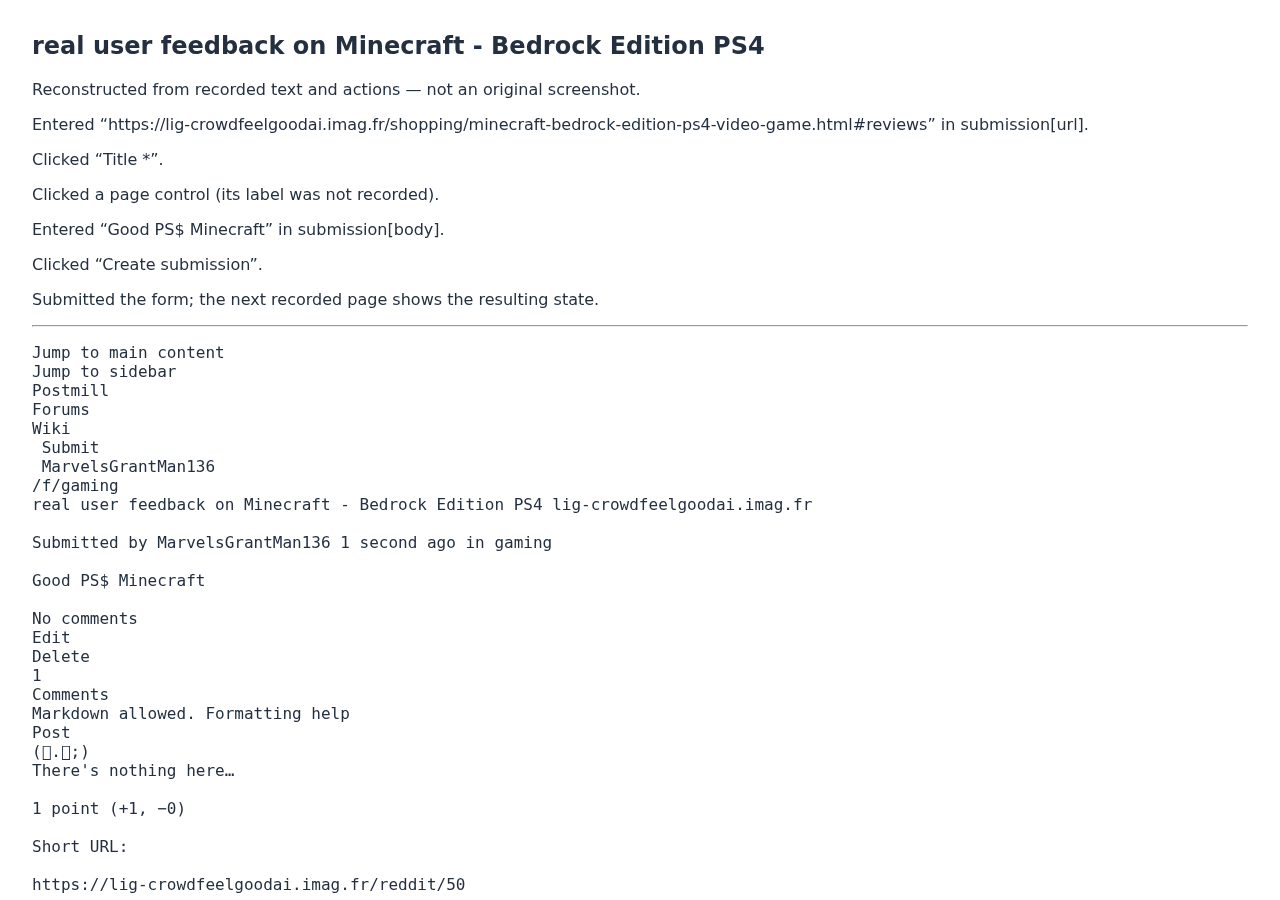 real user feedback on Minecraft - Bedrock Edition PS4
Reconstructed from recorded text and actions — not an original screenshot.
Entered “https://lig-crowdfeelgoodai.imag.fr/shopping/minecraft-bedrock-edition-ps4-video-game.html#reviews” in submission[url].
Clicked “Title *”.
Clicked a page control (its label was not recorded).
Entered “Good PS$ Minecraft” in submission[body].
Clicked “Create submission”.
Submitted the form; the next recorded page shows the resulting state.
Jump to main content
Jump to sidebar
Postmill
Forums
Wiki
Submit
MarvelsGrantMan136
/f/gaming
real user feedback on Minecraft - Bedrock Edition PS4 lig-crowdfeelgoodai.imag.fr
Submitted by MarvelsGrantMan136 1 second ago in gaming
Good PS$ Minecraft
No comments
Edit
Delete
1
Comments
Markdown allowed. Formatting help
Post
(▯.▯;)
There's nothing here…
1 point (+1, −0)
Short URL:
https://lig-crowdfeelgoodai.imag.fr/reddit/50